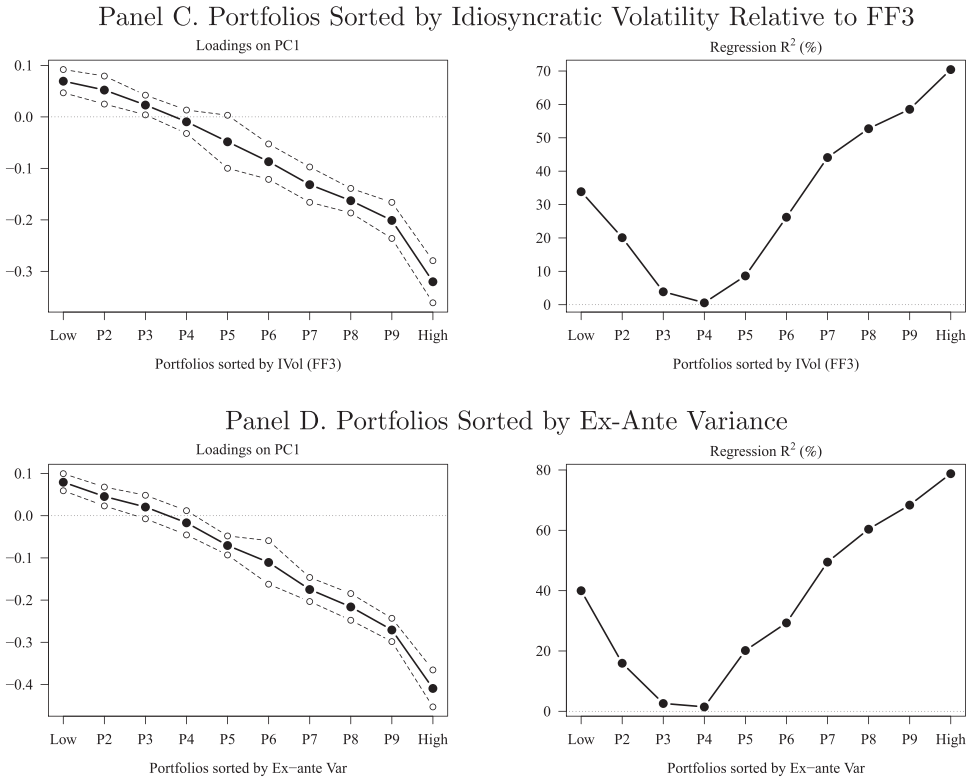 Panel C. Portfolios Sorted by Idiosyncratic Volatility Relative to FF3
Loadings on PC1
0.1
0.0
−0.1
−0.2
−0.3
Low P2 P3 P4 P5 P6 P7 P8 P9 High
Portfolios sorted by IVol (FF3)
Regression R² (%)
70
60
50
40
30
20
10
0
Low P2 P3 P4 P5 P6 P7 P8 P9 High
Portfolios sorted by IVol (FF3)
Panel D. Portfolios Sorted by Ex-Ante Variance
Loadings on PC1
0.1
0.0
−0.1
−0.2
−0.3
−0.4
Low P2 P3 P4 P5 P6 P7 P8 P9 High
Portfolios sorted by Ex−ante Var
Regression R² (%)
80
60
40
20
0
Low P2 P3 P4 P5 P6 P7 P8 P9 High
Portfolios sorted by Ex−ante Var